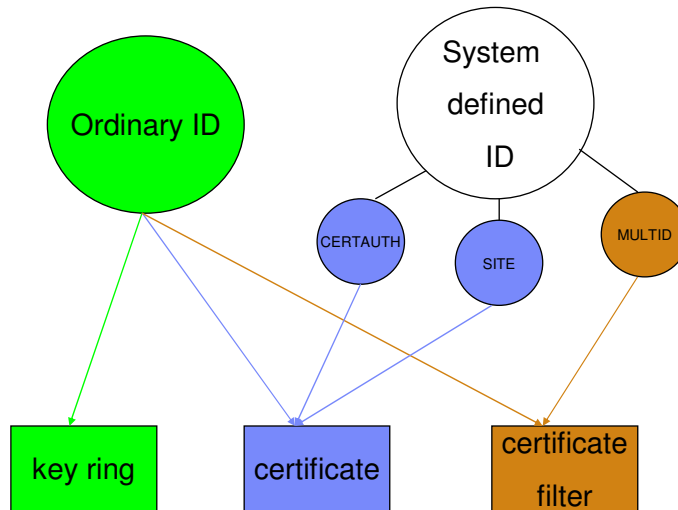 System
defined
ID
Ordinary ID
CERTAUTH
SITE
MULTID
key ring
certificate
certificate
filter